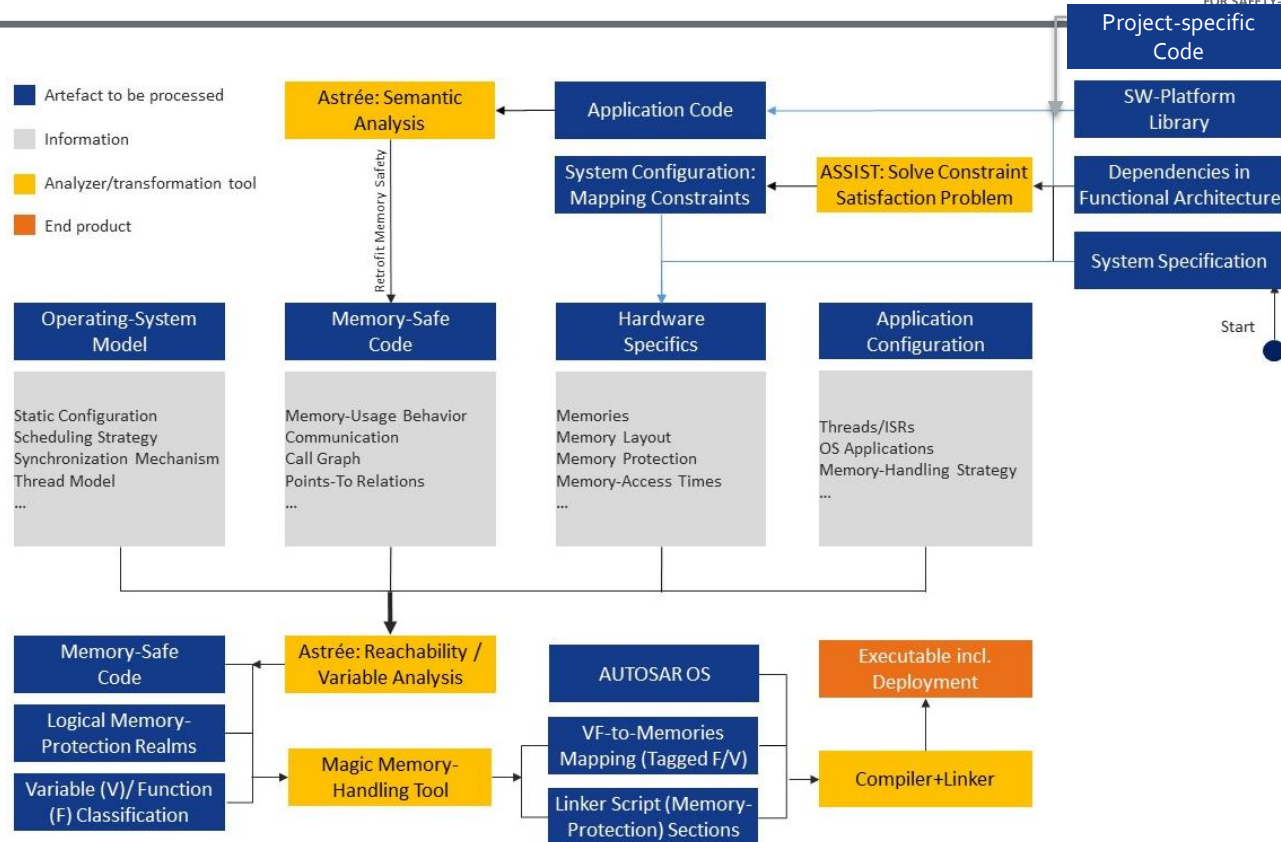 FOR SAFETY-
Project-specific
Code
Artefact to be processed
Information
Analyzer/transformation tool
End product
Astrée: Semantic
Analysis
Application Code
SW-Platform
Library
System Configuration:
Mapping Constraints
ASSIST: Solve Constraint
Satisfaction Problem
Dependencies in
Functional Architecture
System Specification
Retrofit Memory Safety
Start
Operating-System
Model
Memory-Safe
Code
Hardware
Specifics
Application
Configuration
Static Configuration
Scheduling Strategy
Synchronization Mechanism
Thread Model
...
Memory-Usage Behavior
Communication
Call Graph
Points-To Relations
...
Memories
Memory Layout
Memory Protection
Memory-Access Times
...
Threads/ISRs
OS Applications
Memory-Handling Strategy
...
Memory-Safe
Code
Astrée: Reachability /
Variable Analysis
AUTOSAR OS
Executable incl.
Deployment
Logical Memory-
Protection Realms
VF-to-Memories
Mapping (Tagged F/V)
Magic Memory-
Handling Tool
Compiler+Linker
Variable (V)/ Function
(F) Classification
Linker Script (Memory-
Protection) Sections